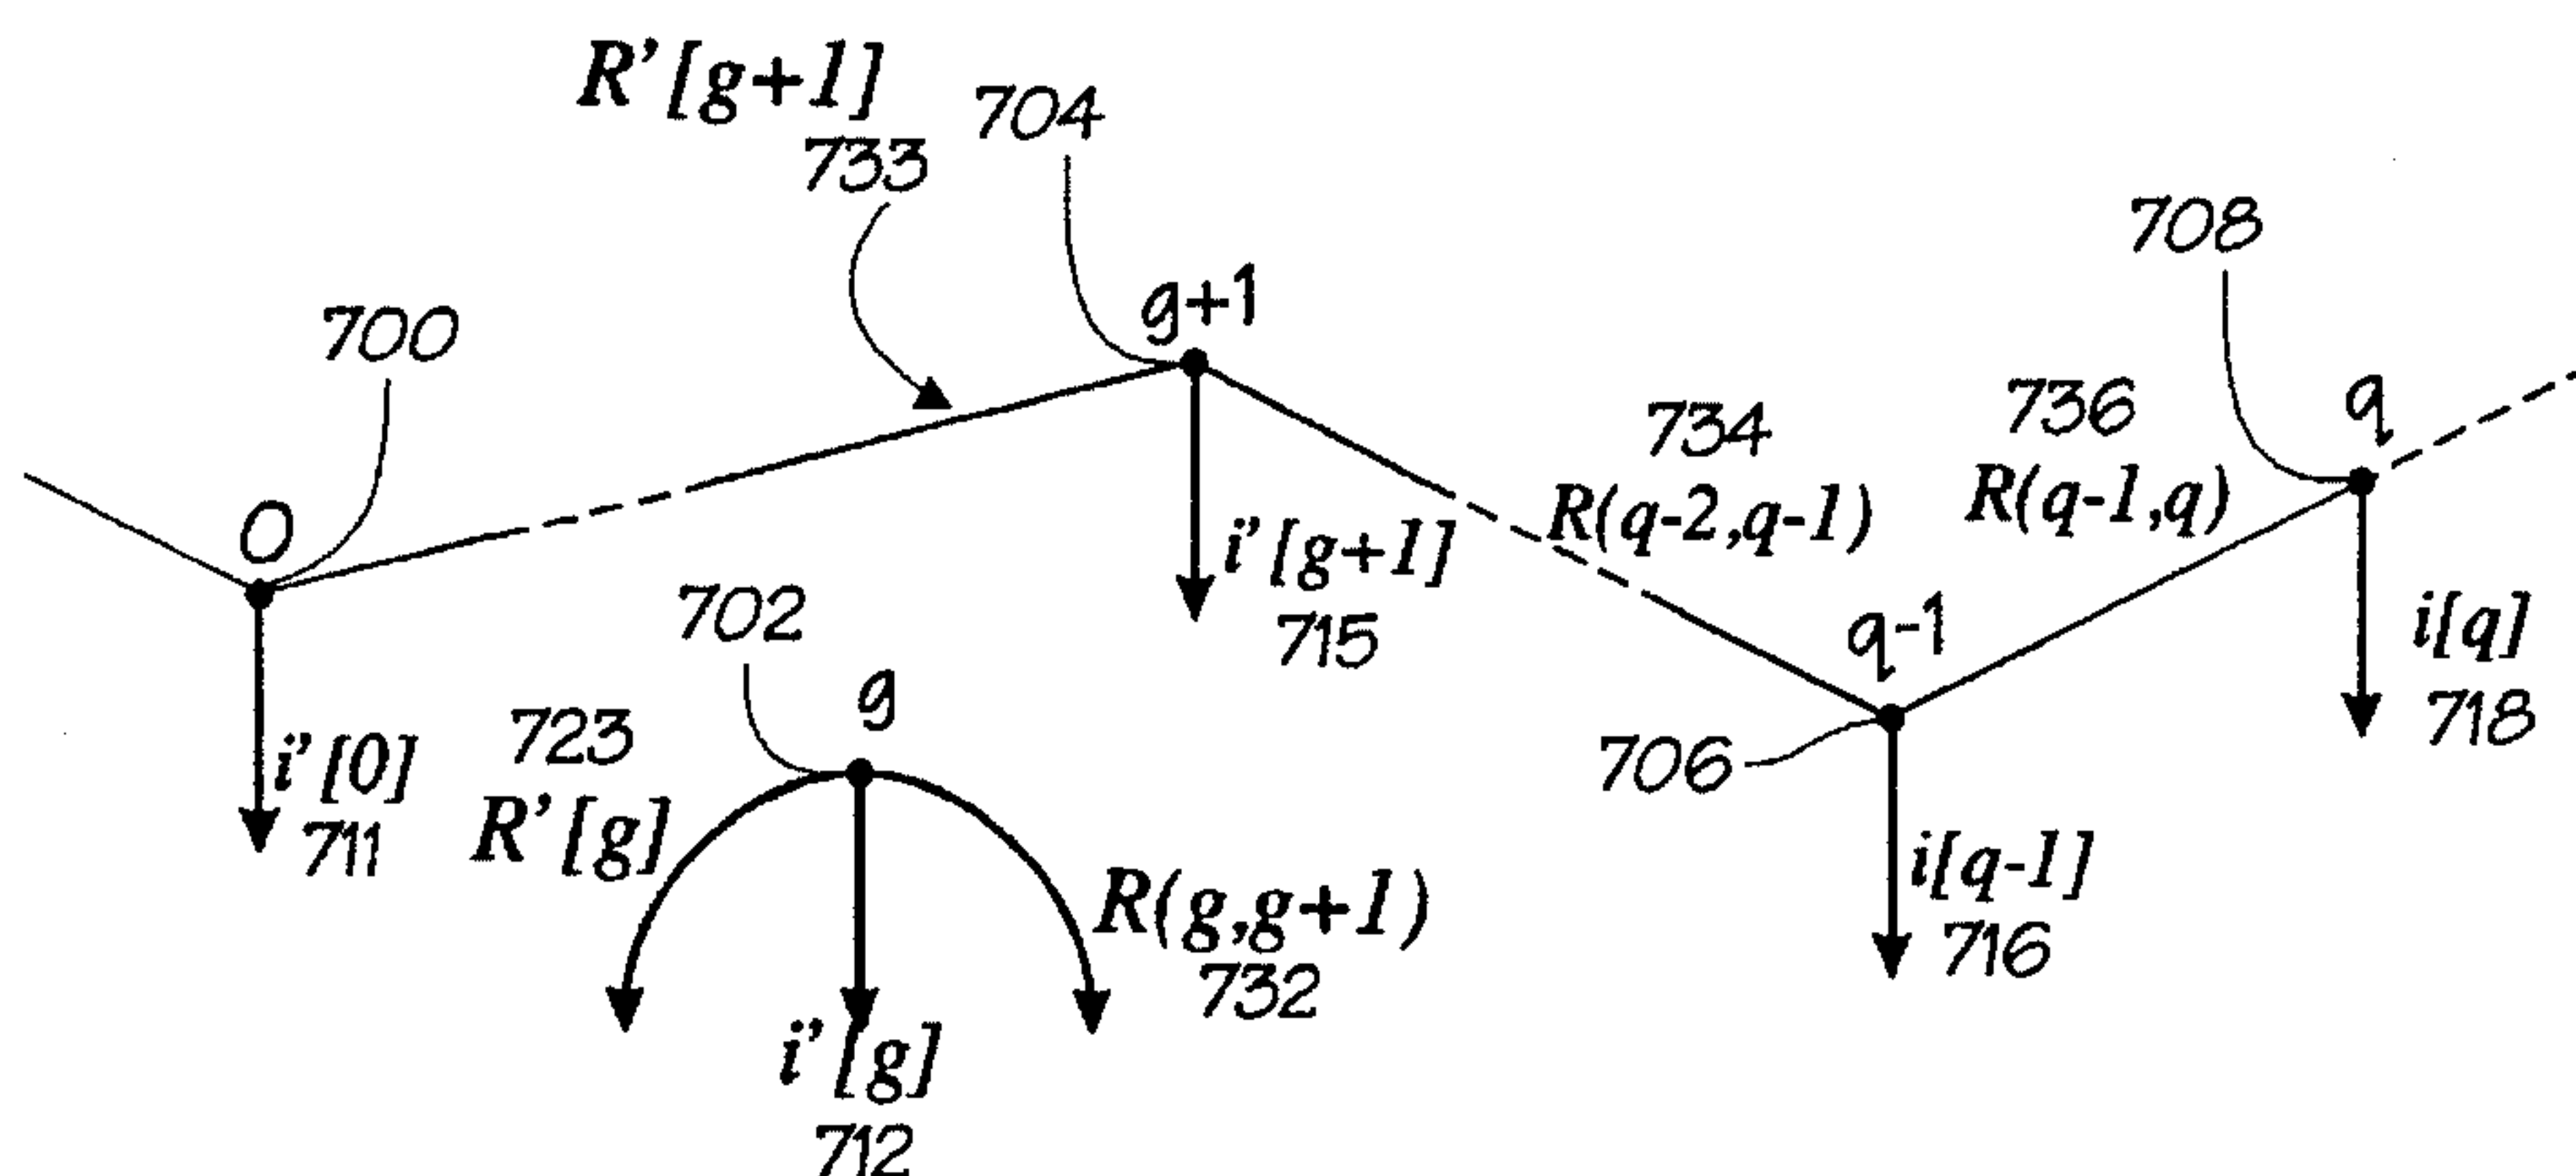 R'[g+1]
733
704
708
700
g+1
0
734
R(q-2,q-1)
736
R(q-1,q)
q
i'[g+1]
715
702
g
q-1
i[q]
718
i'[0]
711
723
R'[g]
706
R(g,g+1)
732
i[q-1]
716
i'[g]
712